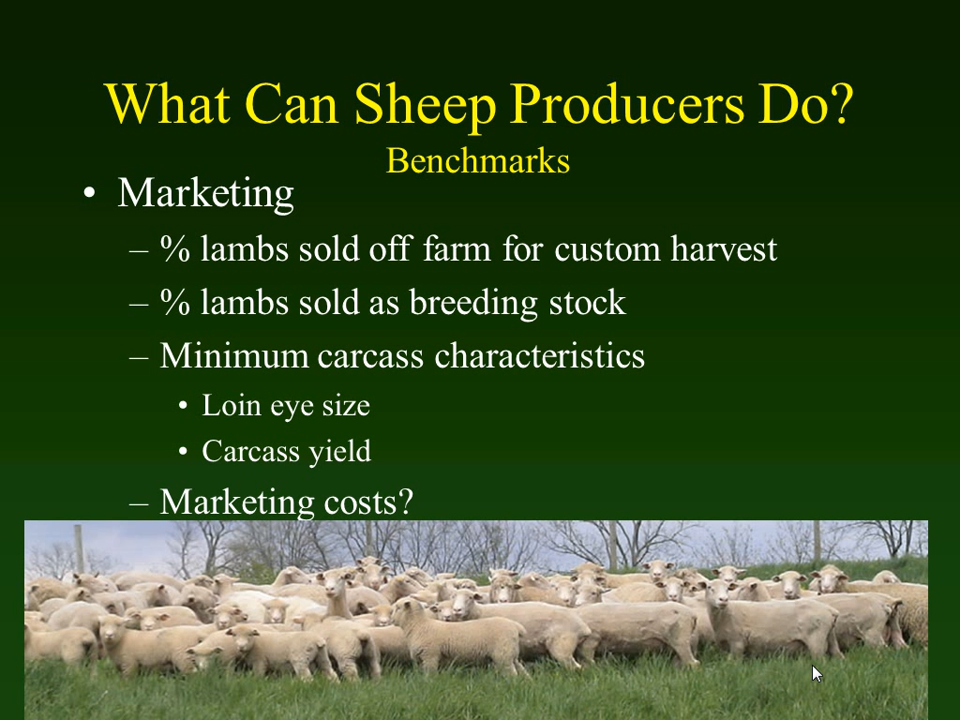 What Can Sheep Producers Do?
Benchmarks
• Marketing
– % lambs sold off farm for custom harvest
– % lambs sold as breeding stock
– Minimum carcass characteristics
• Loin eye size
• Carcass yield
– Marketing costs?